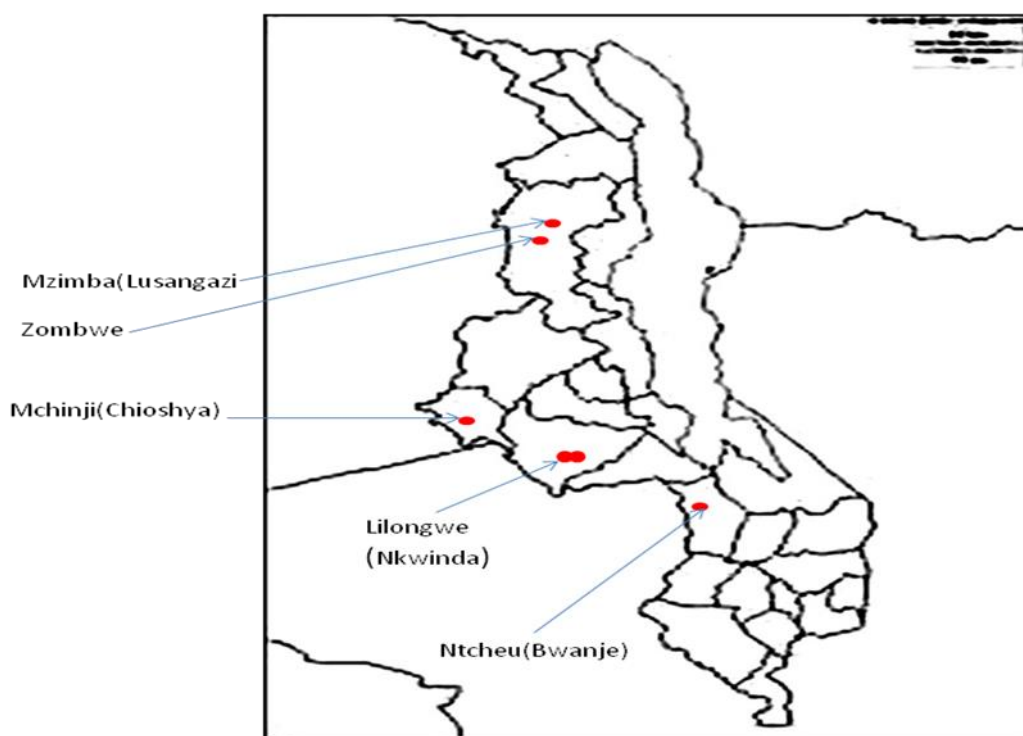 Mzimba(Lusangazi
Zombwe
Mchinji(Chioshya)
Lilongwe
(Nkwinda)
Ntcheu(Bwanje)